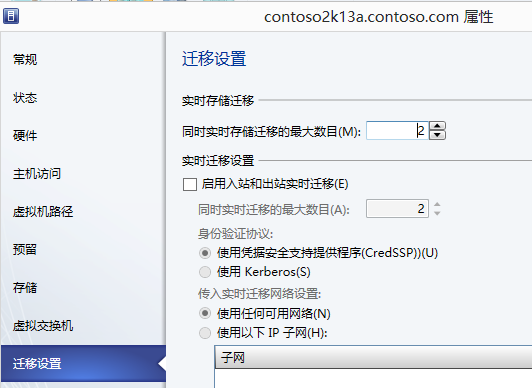 contoso2k13a.contoso.com 属性
常规
状态
硬件
主机访问
虚拟机路径
预留
存储
虚拟交换机
迁移设置
迁移设置
实时存储迁移
同时实时存储迁移的最大数目(M): 2
实时迁移设置
启用入站和出站实时迁移(E)
同时实时迁移的最大数目(A): 2
身份验证协议:
使用凭据安全支持提供程序(CredSSP))(U)
使用 Kerberos(S)
传入实时迁移网络设置:
使用任何可用网络(N)
使用以下 IP 子网(H):
子网